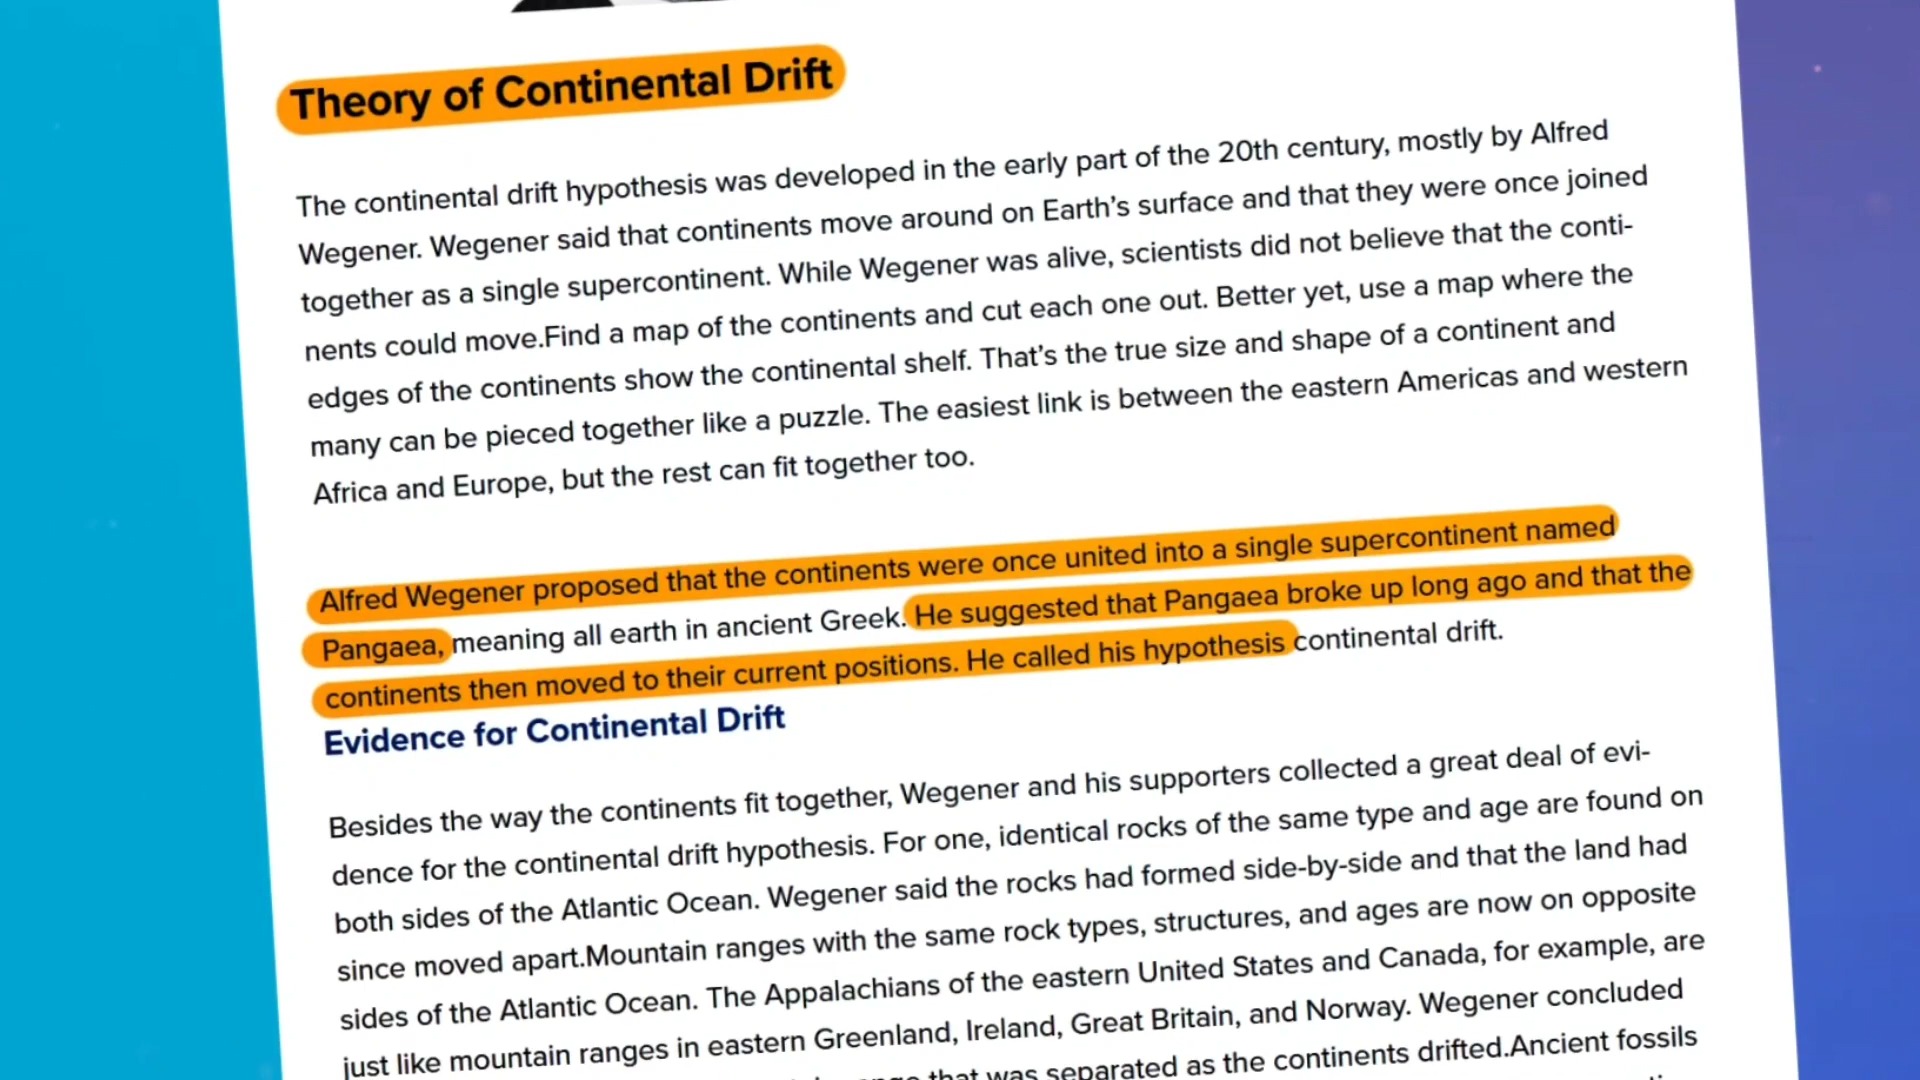 Theory of Continental Drift
The continental drift hypothesis was developed in the early part of the 20th century, mostly by Alfred
Wegener. Wegener said that continents move around on Earth's surface and that they were once joined
together as a single supercontinent. While Wegener was alive, scientists did not believe that the conti-
nents could move.Find a map of the continents and cut each one out. Better yet, use a map where the
edges of the continents show the continental shelf. That's the true size and shape of a continent and
many can be pieced together like a puzzle. The easiest link is between the eastern Americas and western
Africa and Europe, but the rest can fit together too.
Alfred Wegener proposed that the continents were once united into a single supercontinent named
Pangaea, meaning all earth in ancient Greek. He suggested that Pangaea broke up long ago and that the
continents then moved to their current positions. He called his hypothesis continental drift.
Evidence for Continental Drift
Besides the way the continents fit together, Wegener and his supporters collected a great deal of evi-
dence for the continental drift hypothesis. For one, identical rocks of the same type and age are found on
both sides of the Atlantic Ocean. Wegener said the rocks had formed side-by-side and that the land had
since moved apart.Mountain ranges with the same rock types, structures, and ages are now on opposite
sides of the Atlantic Ocean. The Appalachians of the eastern United States and Canada, for example, are
just like mountain ranges in eastern Greenland, Ireland, Great Britain, and Norway. Wegener concluded
that was separated as the continents drifted.Ancient fossils